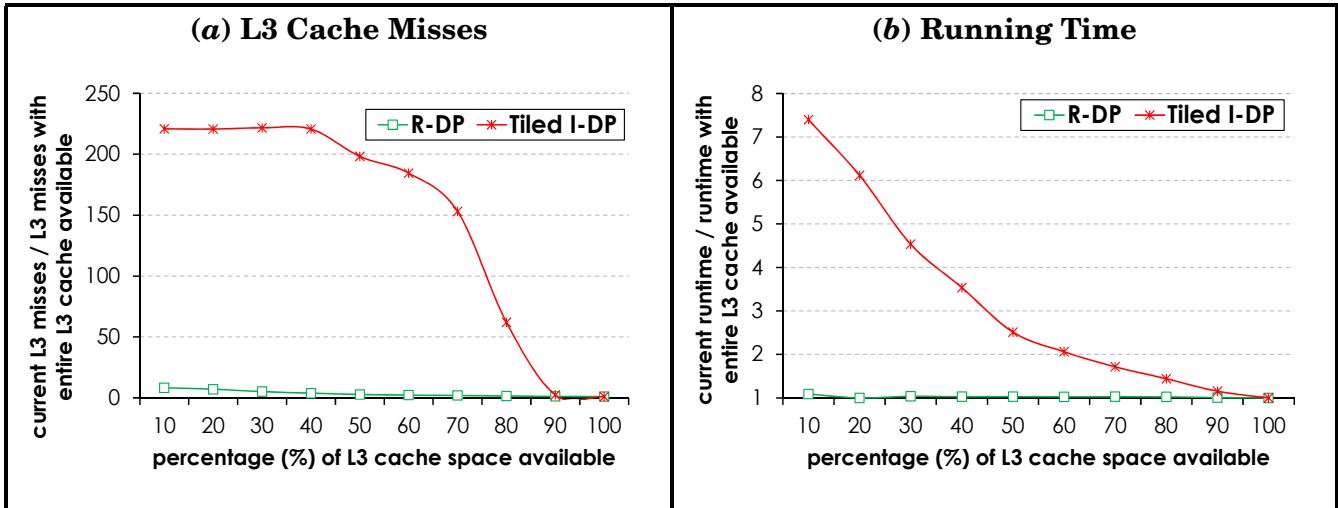 (a) L3 Cache Misses
current L3 misses / L3 misses with
entire L3 cache available
250
200
150
100
50
0
R-DP
Tiled I-DP
10 20 30 40 50 60 70 80 90 100
percentage (%) of L3 cache space available
(b) Running Time
current runtime / runtime with
entire L3 cache available
8
7
6
5
4
3
2
1
R-DP
Tiled I-DP
10 20 30 40 50 60 70 80 90 100
percentage (%) of L3 cache space available